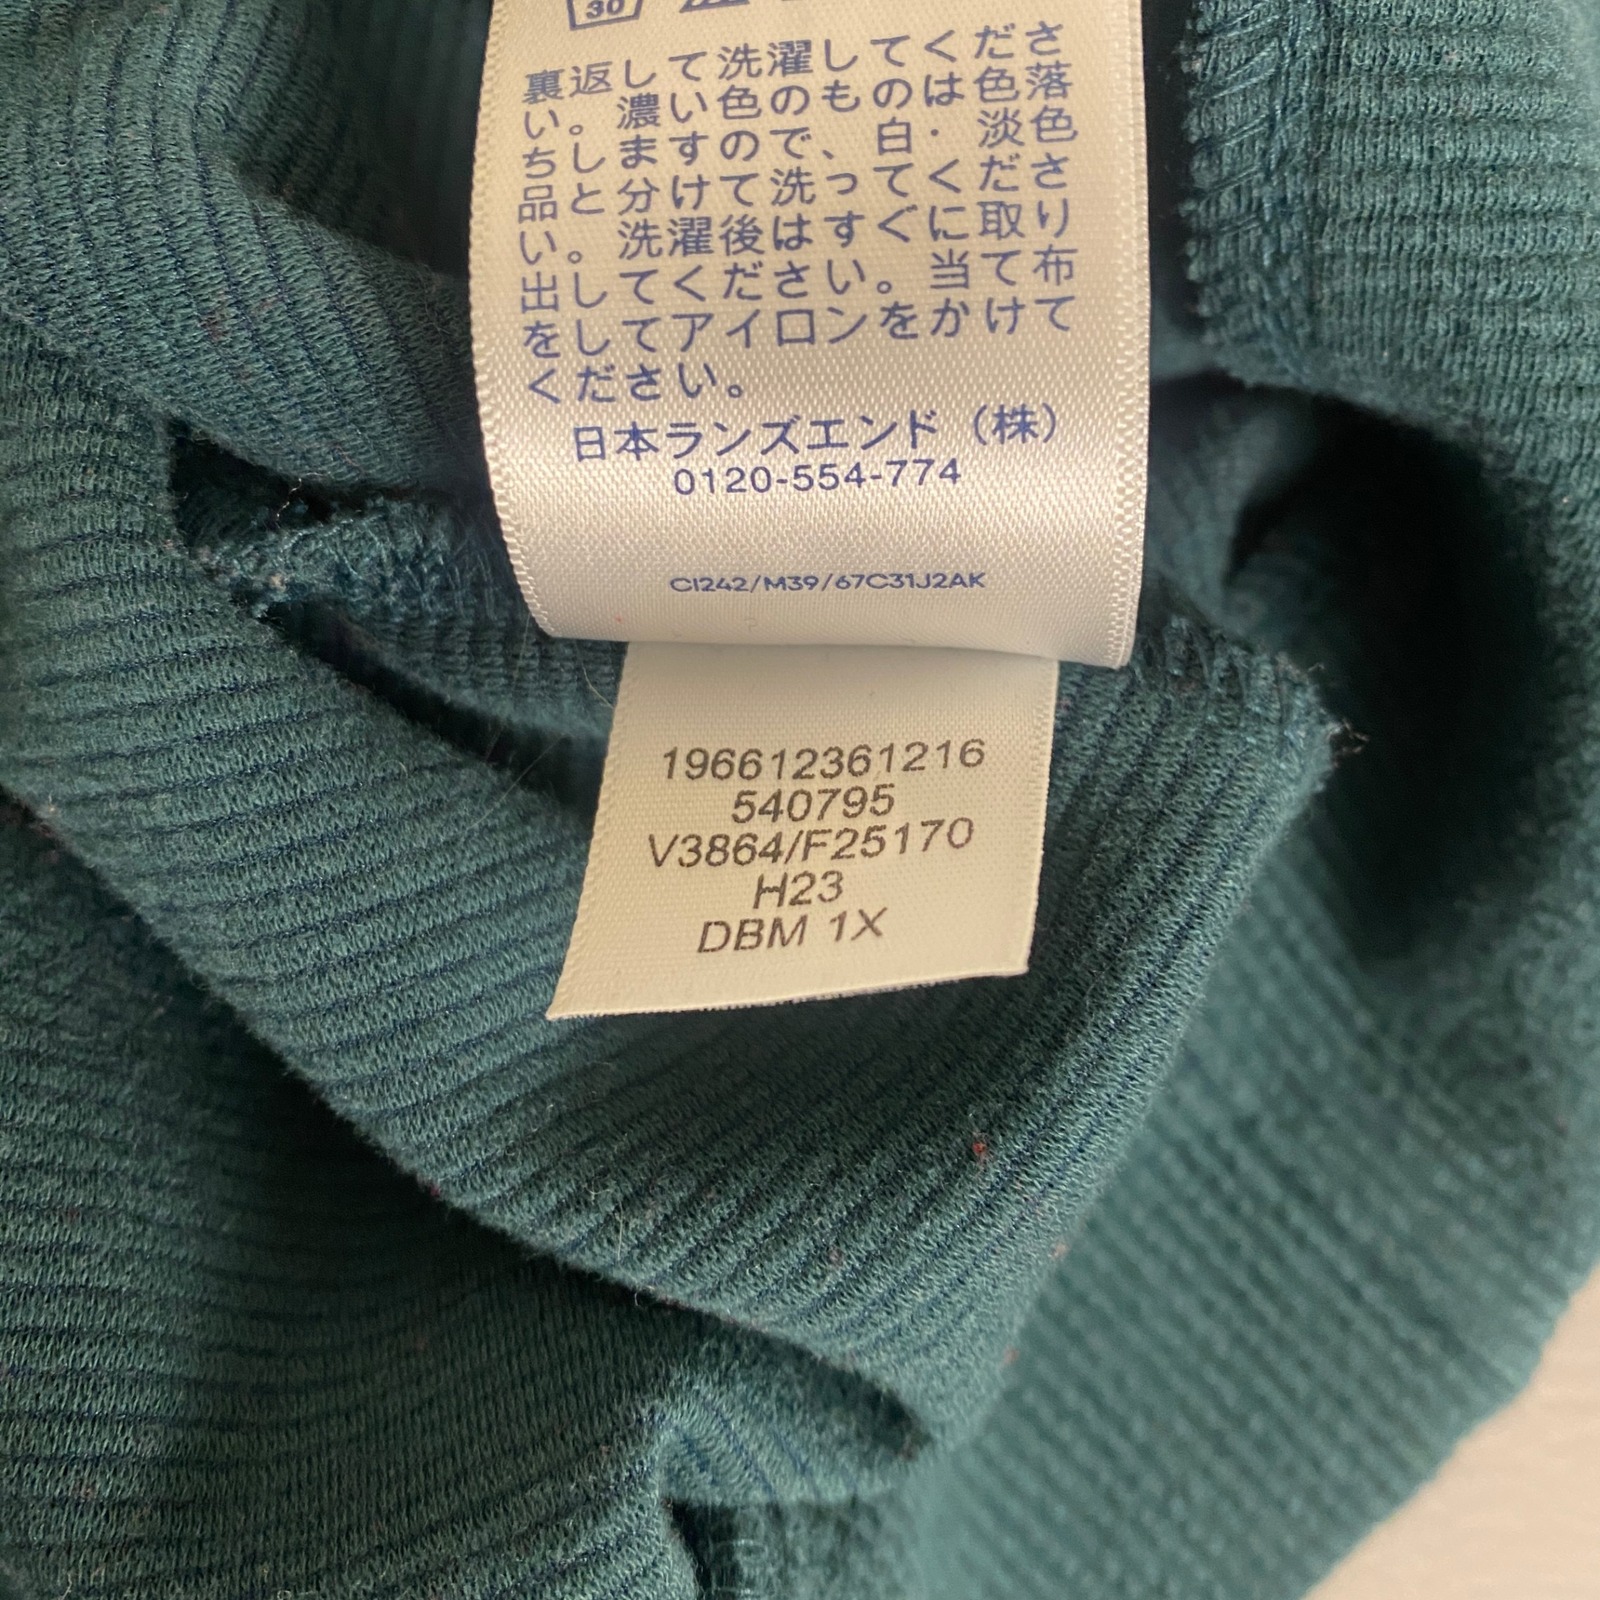 30
裏返して洗濯してくださ
い。濃い色のものは色落
ちしますので、白・淡色
品と分けて洗ってくださ
い。洗濯後はすぐに取り
出してください。当て布
をしてアイロンをかけて
ください。
日本ランズエンド（株）
0120-554-774
CI242/M39/67C31J2AK
196612361216
540795
V3864/F25170
H23
DBM 1X